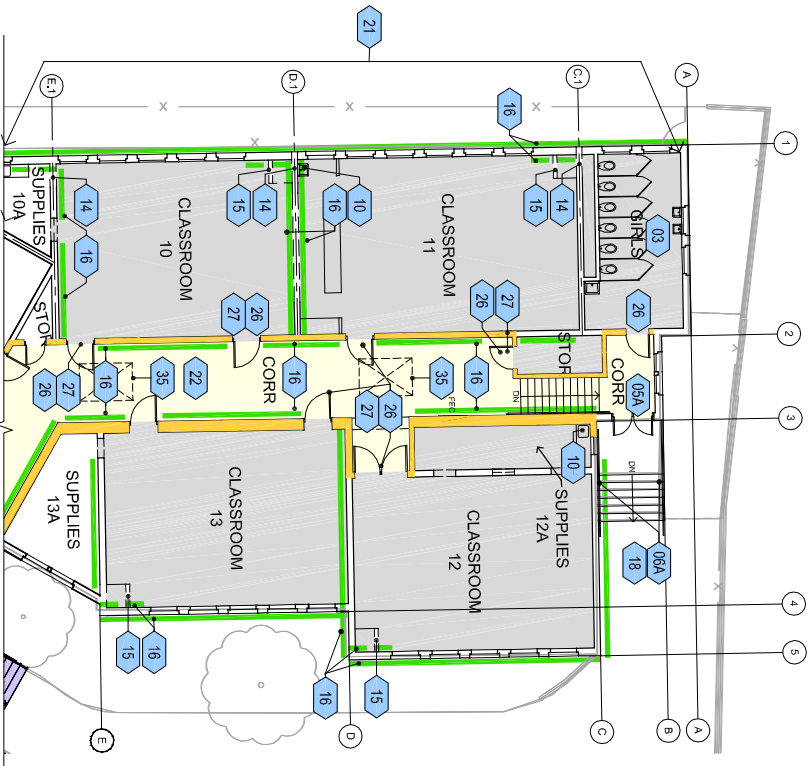 21
A
C.1
D.1
E.1
1
16
14
15
14
15
10
16
14
16
SUPPLIES
10A
CLASSROOM
10
CLASSROOM
11
GIRLS
03
26
27
26
26
27
STOR
STOR
2
CORR
05A
CORR
16
35
22
16
35
16
27
26
26
27
FEC
DN
3
10
DN
SUPPLIES
12A
SUPPLIES
13A
CLASSROOM
13
CLASSROOM
12
06A
18
4
15
16
16
15
5
E
D
C
B
A